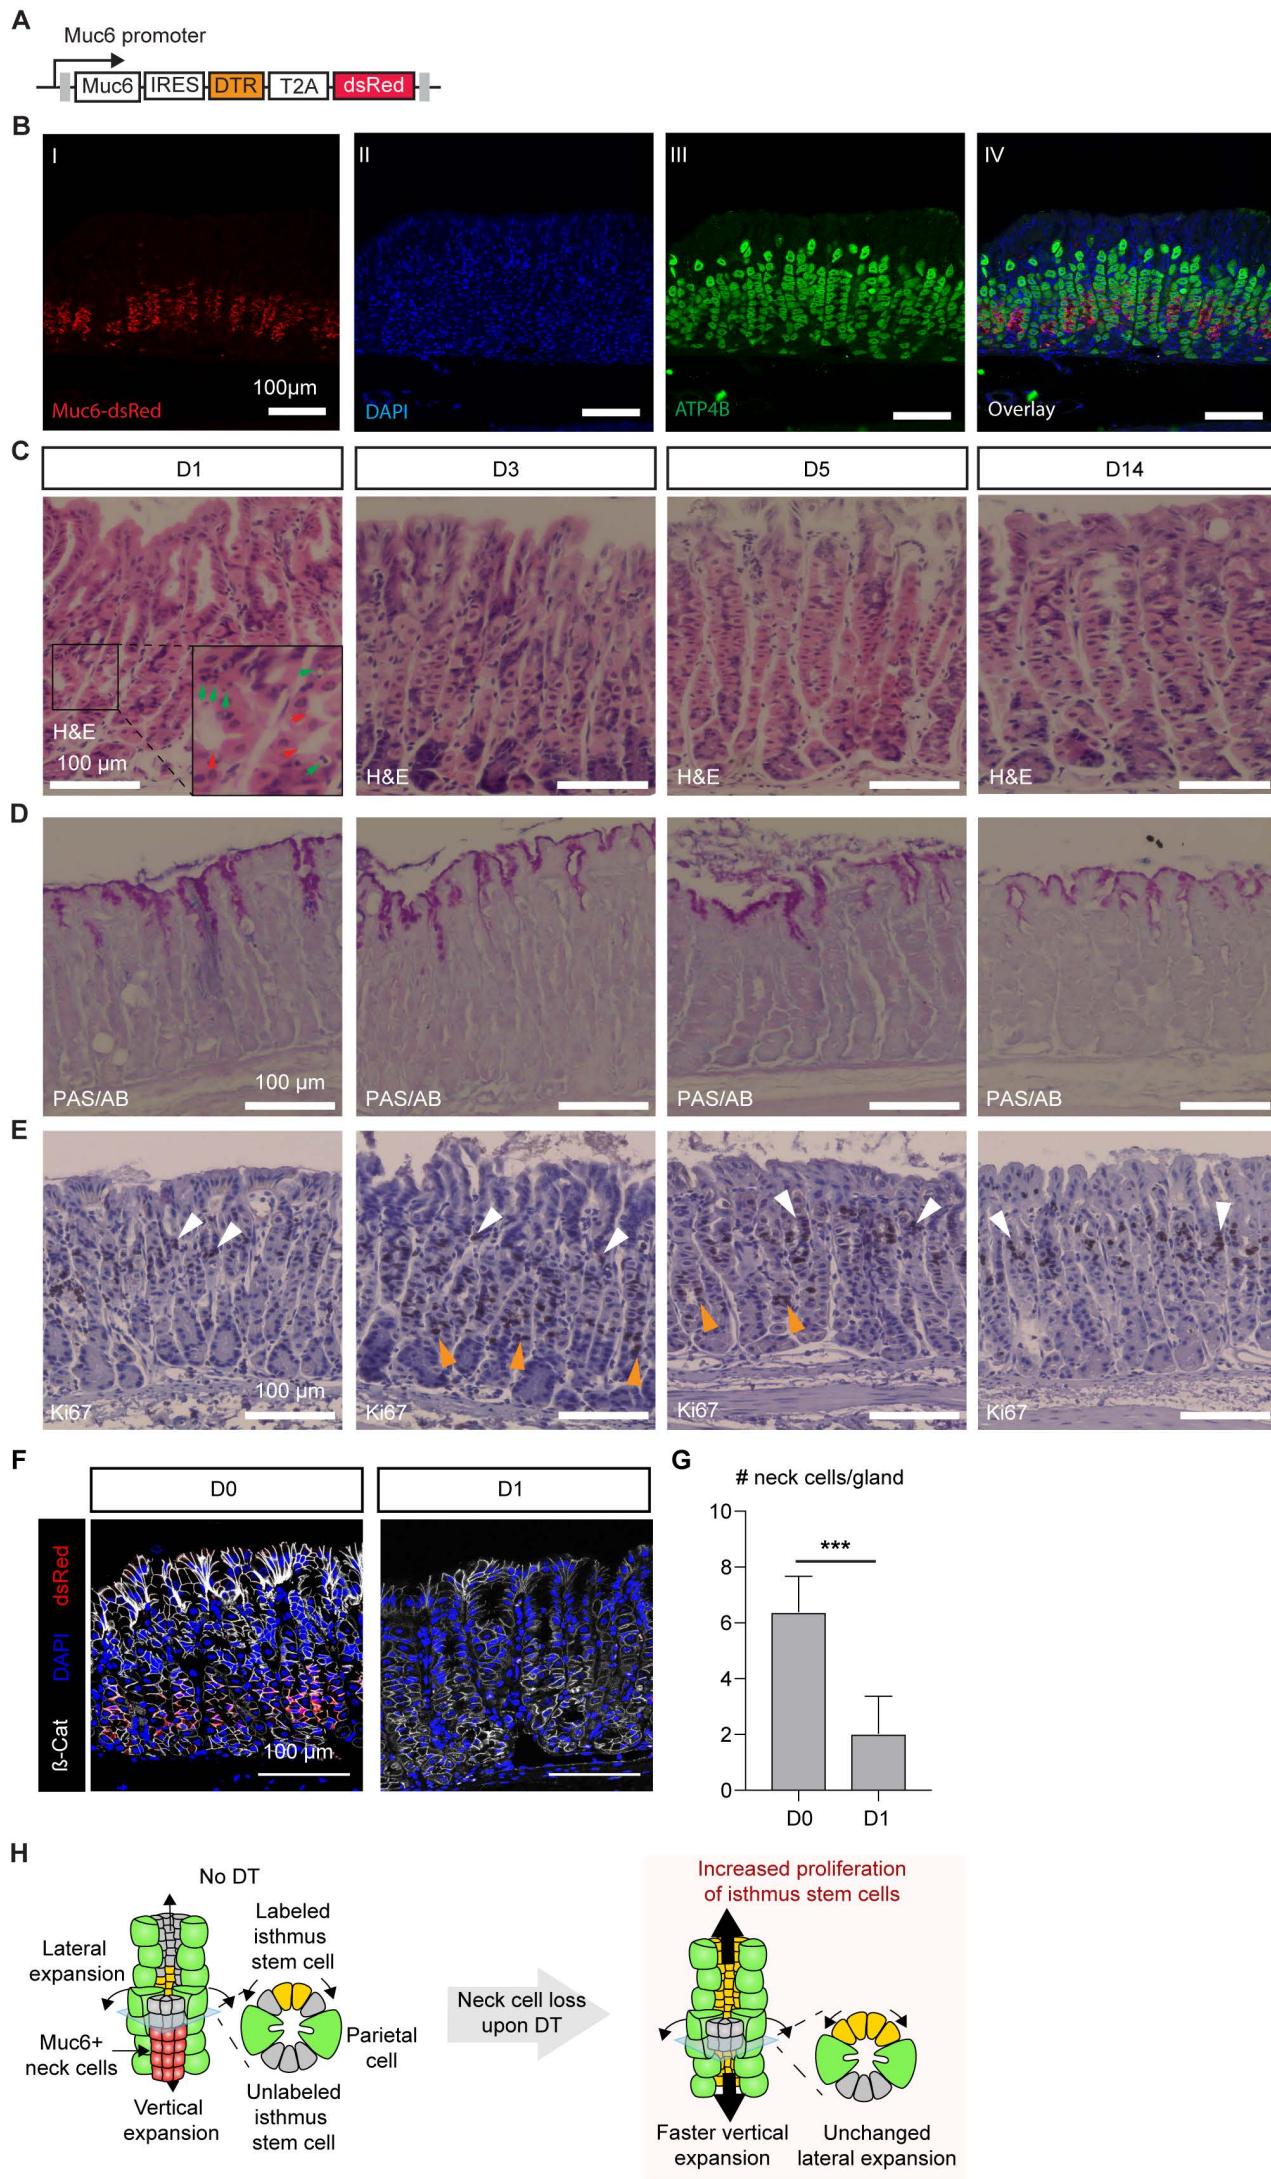 A
Muc6 promoter
Muc6 IRES DTR T2A dsRed
B
I II III IV
100µm
Muc6-dsRed DAPI ATP4B Overlay
C
D1 D3 D5 D14
H&E
100 µm
H&E H&E H&E
D
100 µm
PAS/AB PAS/AB PAS/AB PAS/AB
E
100 µm
Ki67 Ki67 Ki67 Ki67
F
D0 D1
ß-Cat DAPI dsRed
100 µm
G
# neck cells/gland
10
***
8
6
4
2
0
D0 D1
H
No DT
Labeled
isthmus
stem cell
Lateral
expansion
Muc6+
neck cells
Parietal
cell
Vertical
expansion
Unlabeled
isthmus
stem cell
Neck cell loss
upon DT
Increased proliferation
of isthmus stem cells
Faster vertical
expansion
Unchanged
lateral expansion